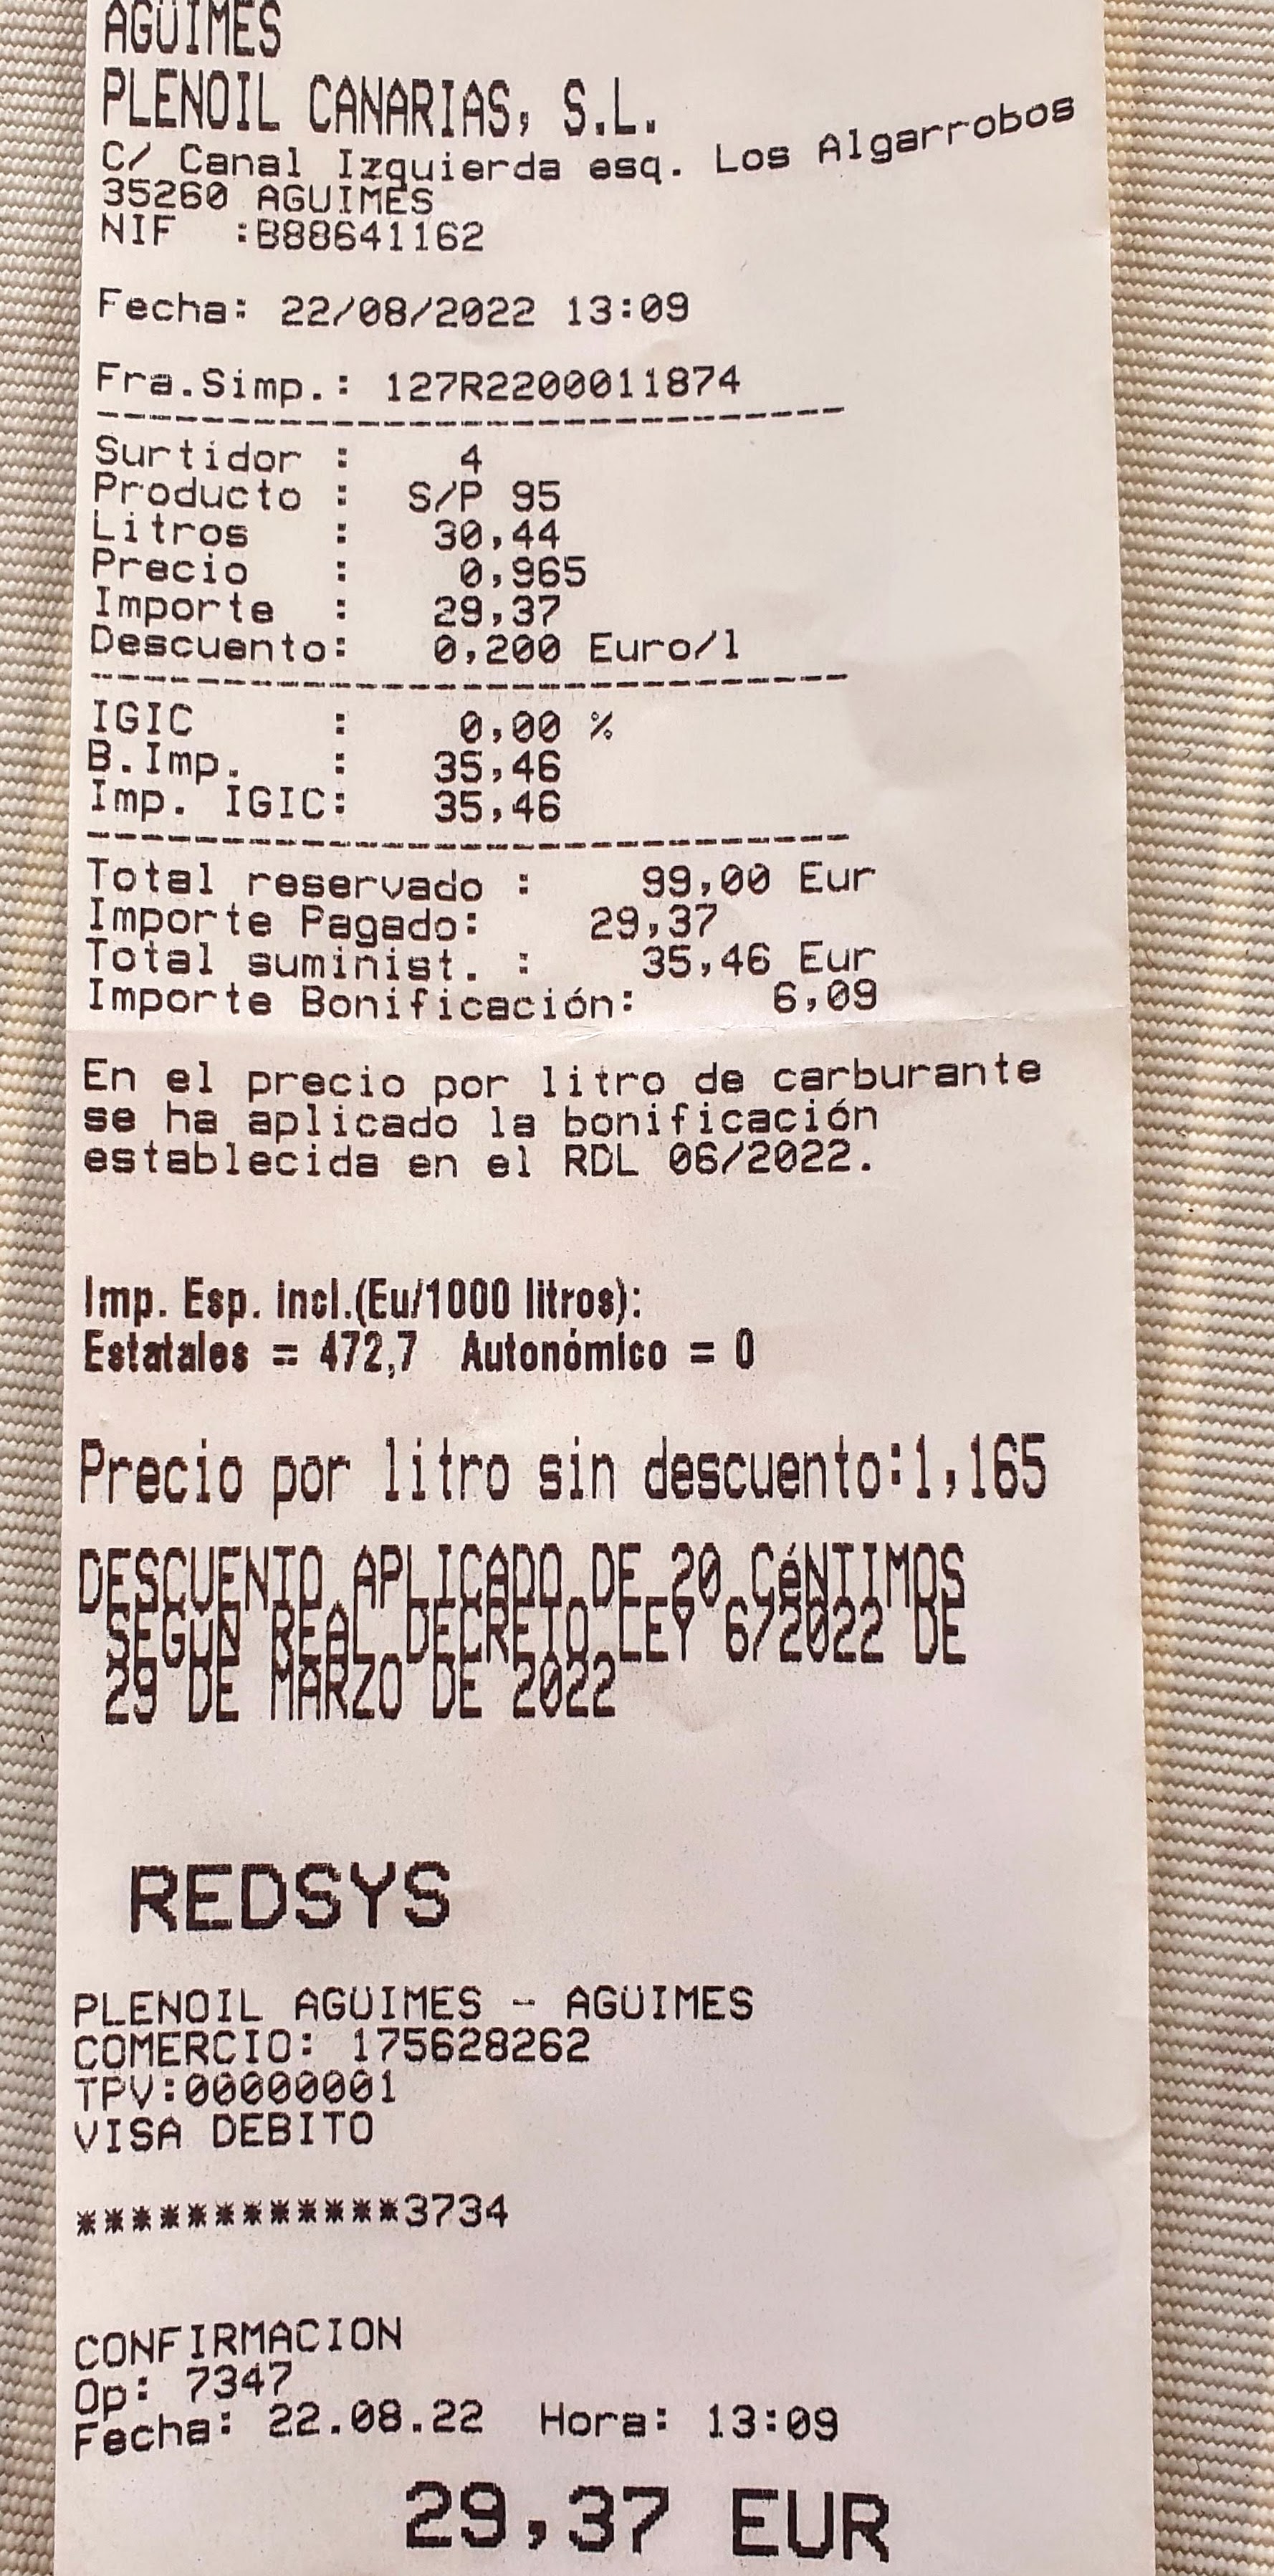 AGÜIMES
PLENOIL CANARIAS, S.L.
C/ Canal Izquierda esq. Los Algarrobos
35260 AGUIMES
NIF  :B88641162
Fecha: 22/08/2022 13:09
Fra.Simp.: 127R2200011874
-----------------------------
Surtidor :    4
Producto :  S/P 95
Litros   :   30,44
Precio   :    0,965
Importe  :   29,37
Descuento:   0,200 Euro/l
-----------------------------
IGIC     :    0,00 %
B.Imp.   :   35,46
Imp. IGIC:   35,46
-----------------------------
Total reservado :    99,00 Eur
Importe Pagado:    29,37
Total suminist. :    35,46 Eur
Importe Bonificación:     6,09
En el precio por litro de carburante
se ha aplicado la bonificación
establecida en el RDL 06/2022.
Imp. Esp. incl.(Eu/1000 litros):
Estatales = 472,7  Autonómico = 0
Precio por litro sin descuento:1,165
DESCUENTO APLICADO DE 20 CéNTIMOS
SEGUN REAL DECRETO LEY 6/2022 DE
29 DE MARZO DE 2022
REDSYS
PLENOIL AGÜIMES - AGÜIMES
COMERCIO: 175628262
TPV:00000001
VISA DEBITO
************3734
CONFIRMACION
Op: 7347
Fecha: 22.08.22  Hora: 13:09
29,37 EUR